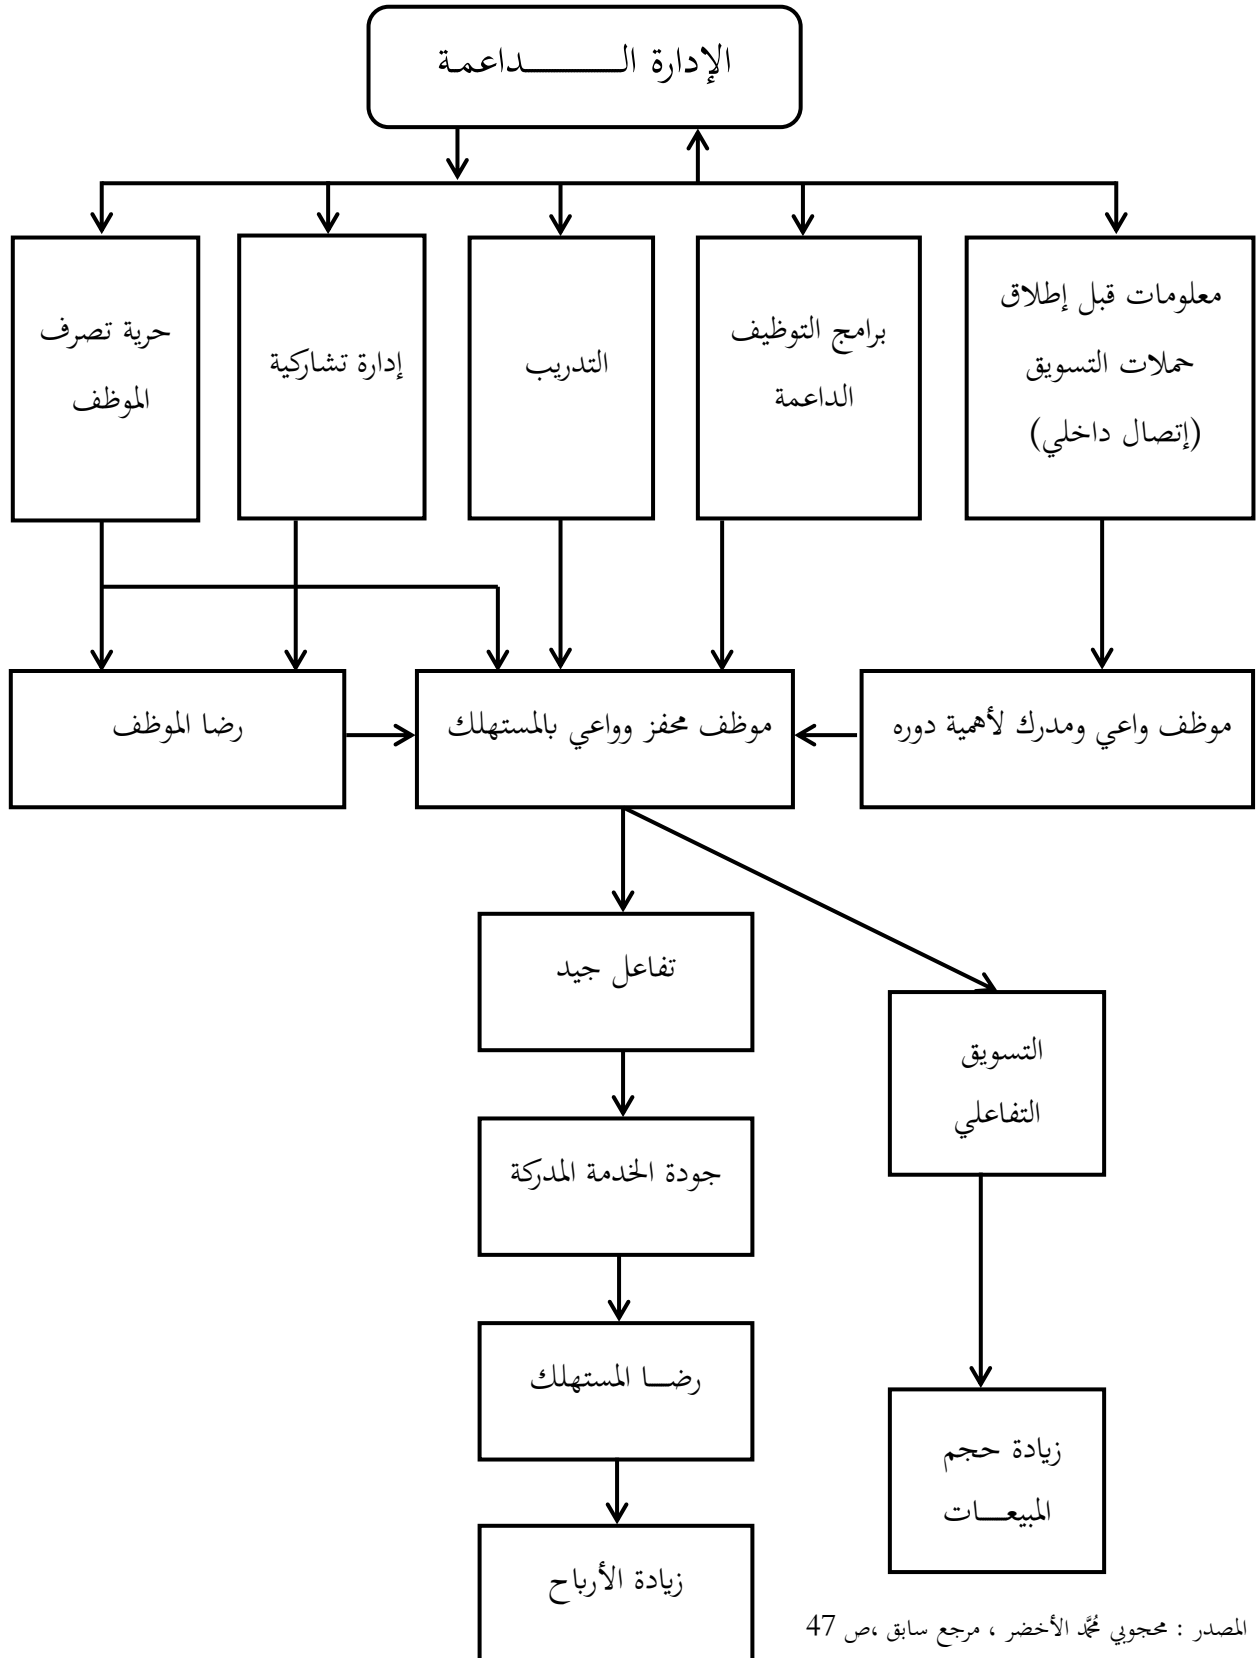 الإدارة الـــــــــداعمة
معلومات قبل إطلاق
حملات التسويق
(إتصال داخلي)
برامج التوظيف
الداعمة
التدريب
إدارة تشاركية
حرية تصرف
الموظف
موظف واعي ومدرك لأهمية دوره
موظف محفز وواعي بالمستهلك
رضا الموظف
تفاعل جيد
التسويق
التفاعلي
جودة الخدمة المدركة
رضــا المستهلك
زيادة حجم
المبيعــات
زيادة الأرباح
المصدر : محجوبي محمَّد الأخضر ، مرجع سابق ،ص 47